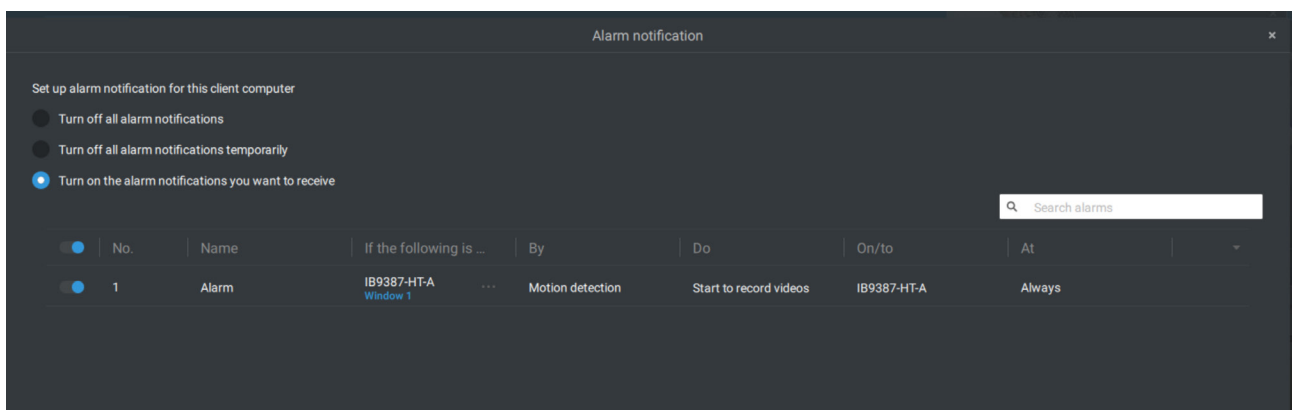 Alarm notification
Set up alarm notification for this client computer
Turn off all alarm notifications
Turn off all alarm notifications temporarily
Turn on the alarm notifications you want to receive
Search alarms
No. Name If the following is ... By Do On/to At
1 Alarm IB9387-HT-A ... Motion detection Start to record videos IB9387-HT-A Always
Window 1